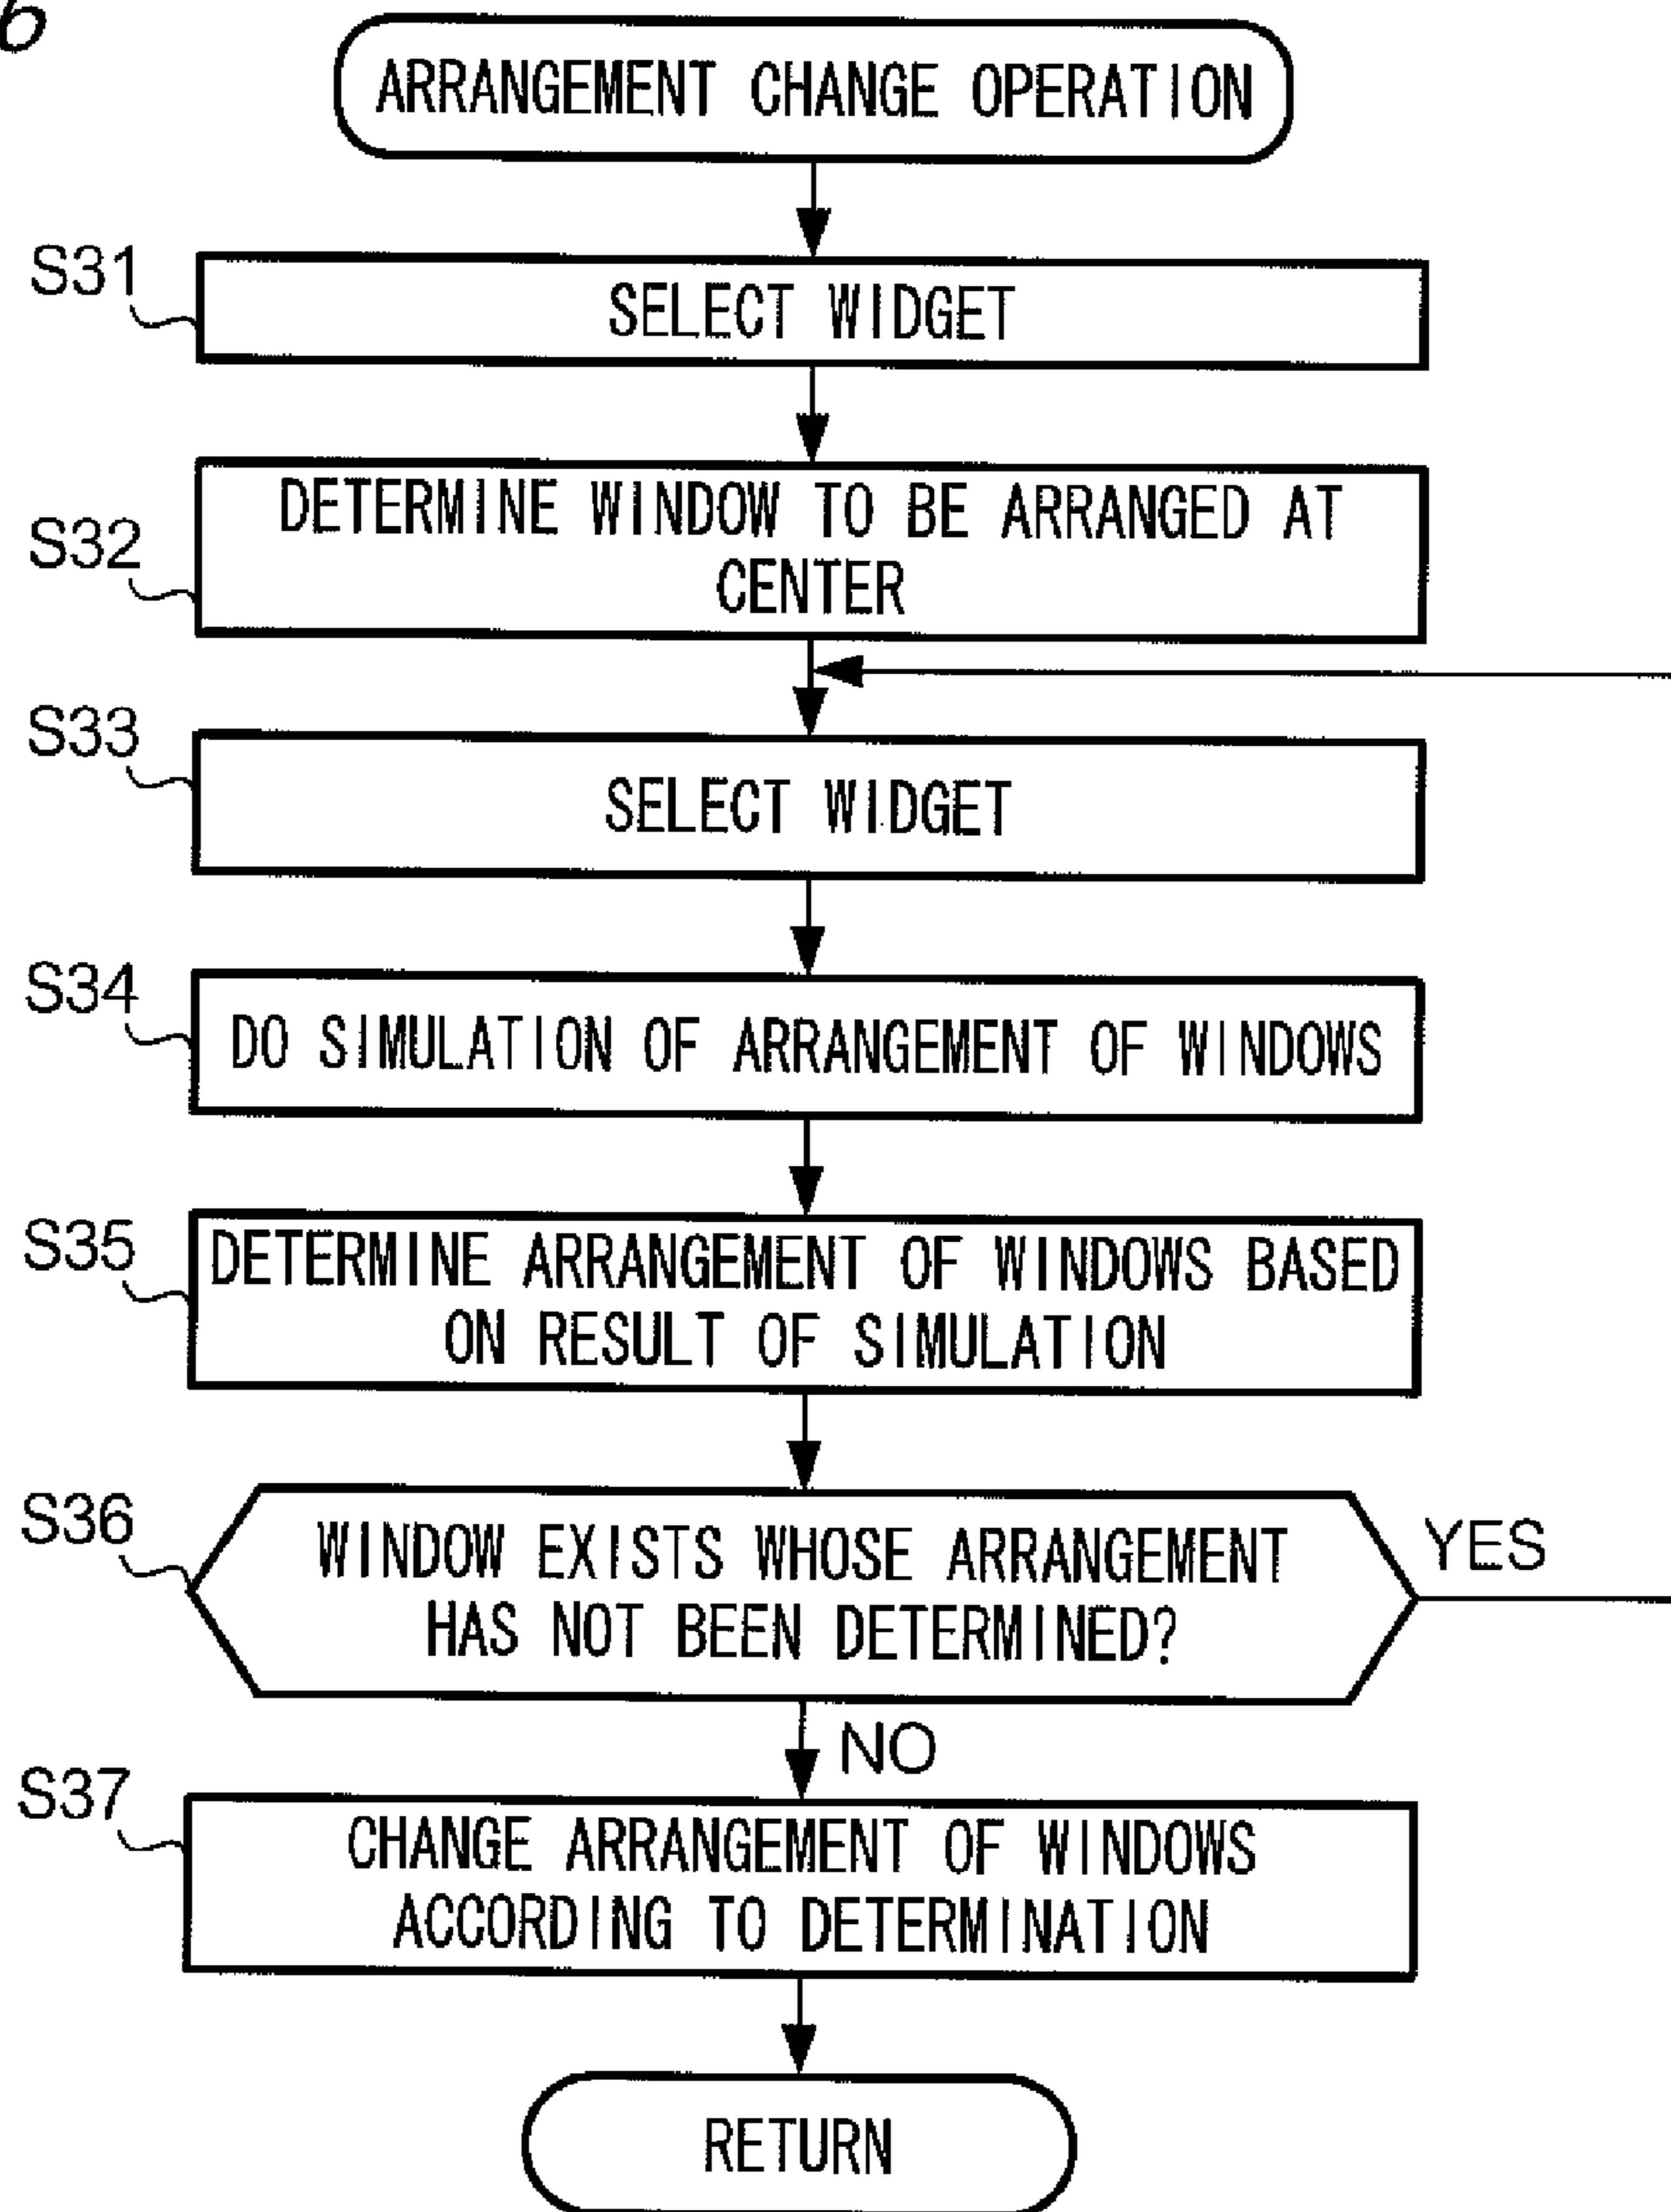 6
ARRANGEMENT CHANGE OPERATION
S31
SELECT WIDGET
S32
DETERMINE WINDOW TO BE ARRANGED AT
CENTER
S33
SELECT WIDGET
S34
DO SIMULATION OF ARRANGEMENT OF WINDOWS
S35
DETERMINE ARRANGEMENT OF WINDOWS BASED
ON RESULT OF SIMULATION
S36
WINDOW EXISTS WHOSE ARRANGEMENT
HAS NOT BEEN DETERMINED?
YES
NO
S37
CHANGE ARRANGEMENT OF WINDOWS
ACCORDING TO DETERMINATION
RETURN